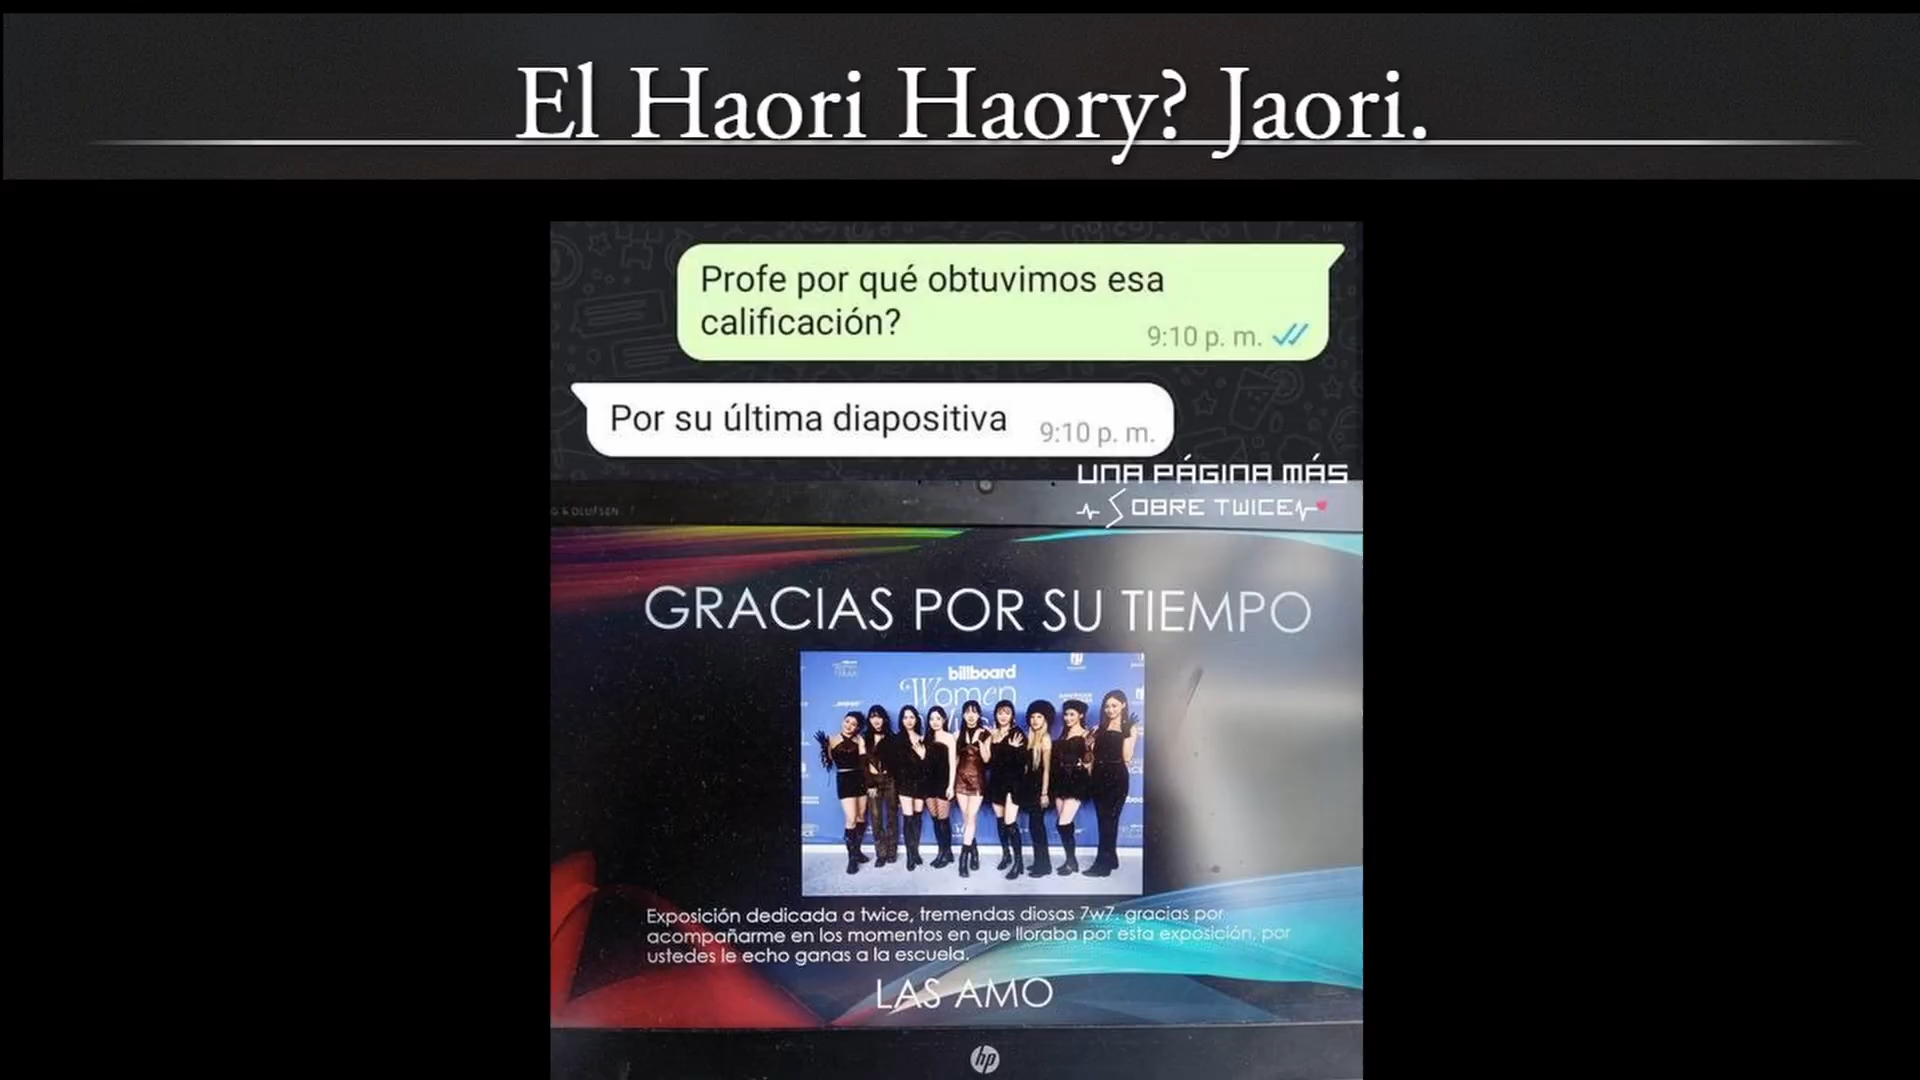 El Haori Haory? Jaori.
Profe por qué obtuvimos esa
calificación?
9:10 p. m.
Por su última diapositiva
9:10 p. m.
UNA PÁGINA MÁS
SOBRE TWICE
G & OLUFSEN
GRACIAS POR SU TIEMPO
billboard
Women
Exposición dedicada a twice, tremendas diosas 7w7. gracias por
acompañarme en los momentos en que lloraba por esta exposición, por
ustedes le echo ganas a la escuela.
LAS AMO
hp